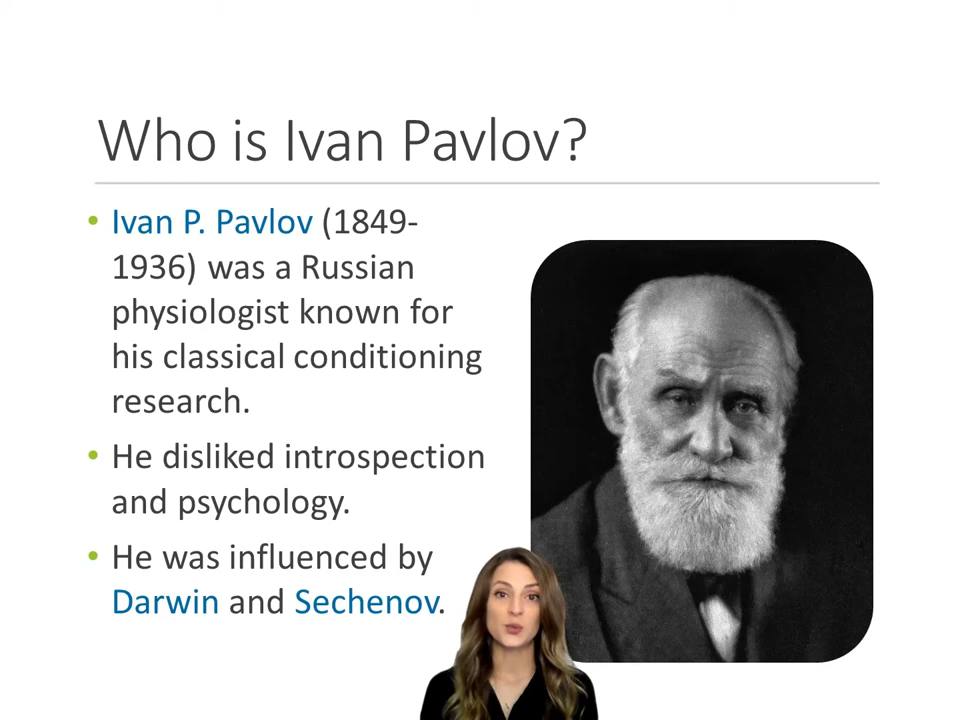 Who is Ivan Pavlov?
• Ivan P. Pavlov (1849-
1936) was a Russian
physiologist known for
his classical conditioning
research.
• He disliked introspection
and psychology.
• He was influenced by
Darwin and Sechenov.